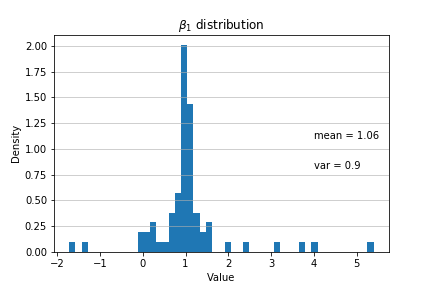 β1 distribution
2.00
1.75
1.50
1.25
1.00
0.75
0.50
0.25
0.00
Density
mean = 1.06
var = 0.9
−2 −1 0 1 2 3 4 5
Value